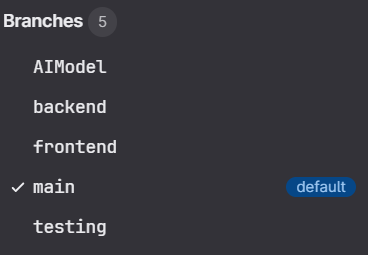 Branches 5
AIModel
backend
frontend
main default
testing